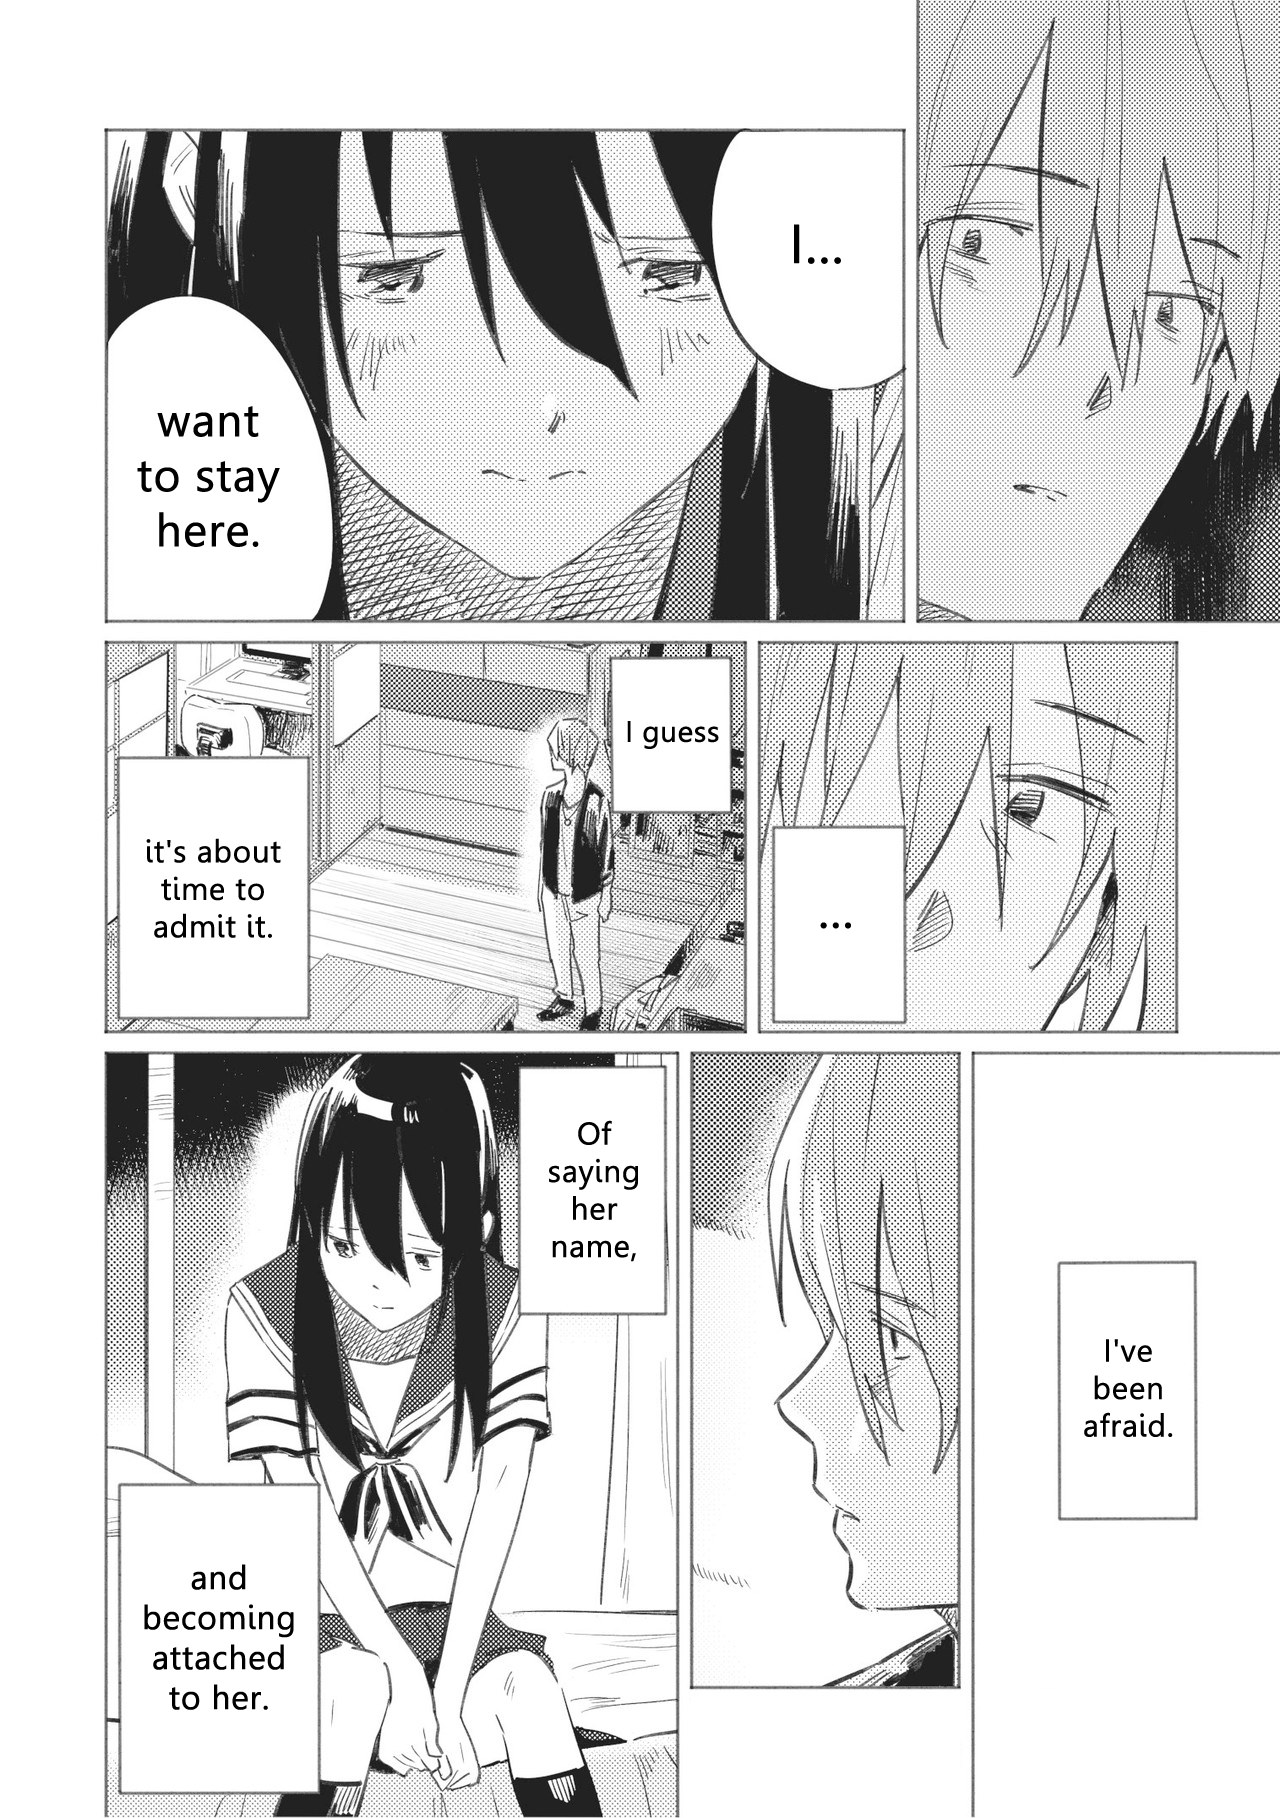 I...
want
to stay
here.
...
I guess
it's about
time to
admit it.
I've
been
afraid.
Of
saying
her
name,
and
becoming
attached
to her.